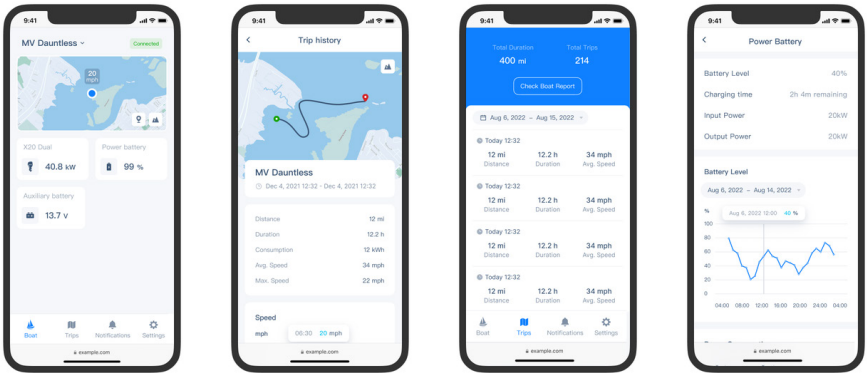 9:41
MV Dauntless
Connected
20
mph
X20 Dual
40.8 kW
Power battery
99 %
Auxiliary battery
13.7 V
Boat
Trips
Notifications
Settings
example.com
9:41
Trip history
MV Dauntless
Dec 4, 2021 12:32 - Dec 4, 2021 12:32
Distance 12 mi
Duration 12.2 h
Consumption 12 kWh
Avg. Speed 34 mph
Max. Speed 22 mph
Speed
mph 06:30 20 mph
example.com
9:41
Total Duration Total Trips
400 mi 214
Check Boat Report
Aug 6, 2022 - Aug 15, 2022
Today 12:32
12 mi 12.2 h 34 mph
Distance Duration Avg. Speed
Today 12:32
12 mi 12.2 h 34 mph
Distance Duration Avg. Speed
Today 12:32
12 mi 12.2 h 34 mph
Distance Duration Avg. Speed
Today 12:32
12 mi 12.2 h 34 mph
Distance Duration Avg. Speed
Boat Trips Notifications Settings
example.com
9:41
Power Battery
Battery Level 40%
Charging time 2h 4m remaining
Input Power 20kW
Output Power 20kW
Battery Level
Aug 6, 2022 - Aug 14, 2022
% Aug 6, 2022 12:00 40 %
100
80
60
40
20
0
04:00 08:00 12:00 16:00 20:00 24:00 04:00
example.com